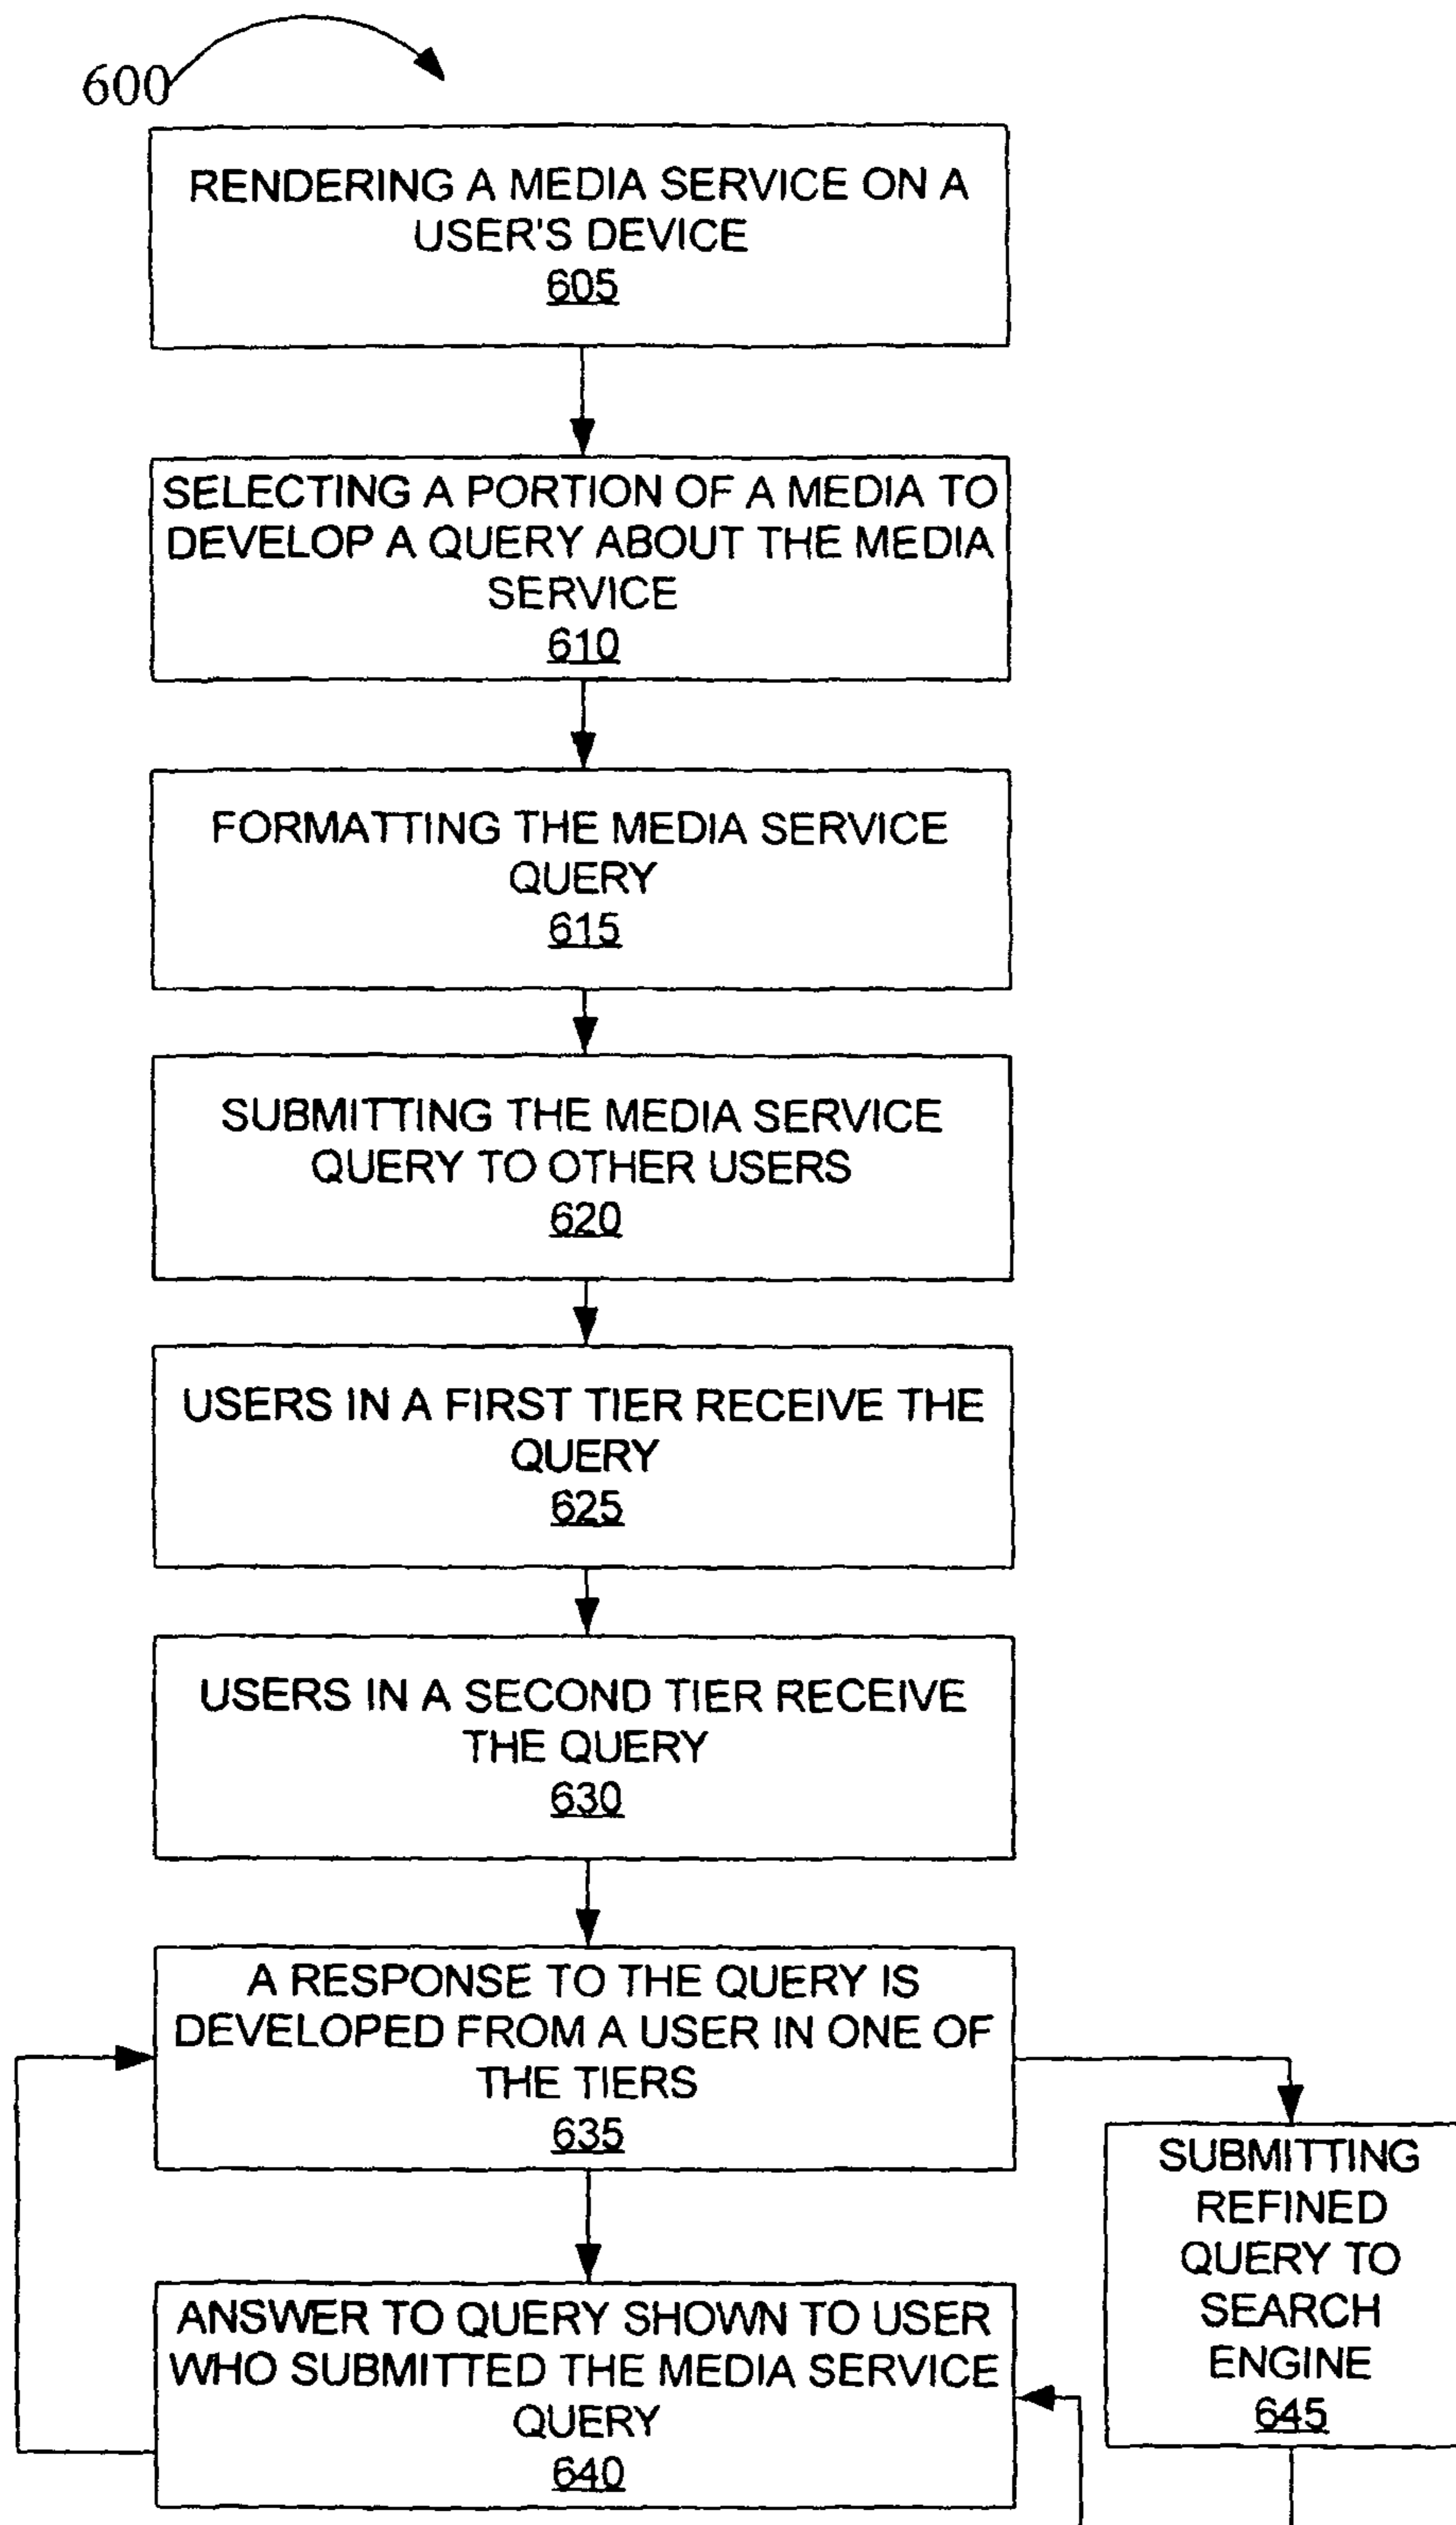 600
RENDERING A MEDIA SERVICE ON A
USER'S DEVICE
605
SELECTING A PORTION OF A MEDIA TO
DEVELOP A QUERY ABOUT THE MEDIA
SERVICE
610
FORMATTING THE MEDIA SERVICE
QUERY
615
SUBMITTING THE MEDIA SERVICE
QUERY TO OTHER USERS
620
USERS IN A FIRST TIER RECEIVE THE
QUERY
625
USERS IN A SECOND TIER RECEIVE
THE QUERY
630
A RESPONSE TO THE QUERY IS
DEVELOPED FROM A USER IN ONE OF
THE TIERS
635
ANSWER TO QUERY SHOWN TO USER
WHO SUBMITTED THE MEDIA SERVICE
QUERY
640
SUBMITTING
REFINED
QUERY TO
SEARCH
ENGINE
645